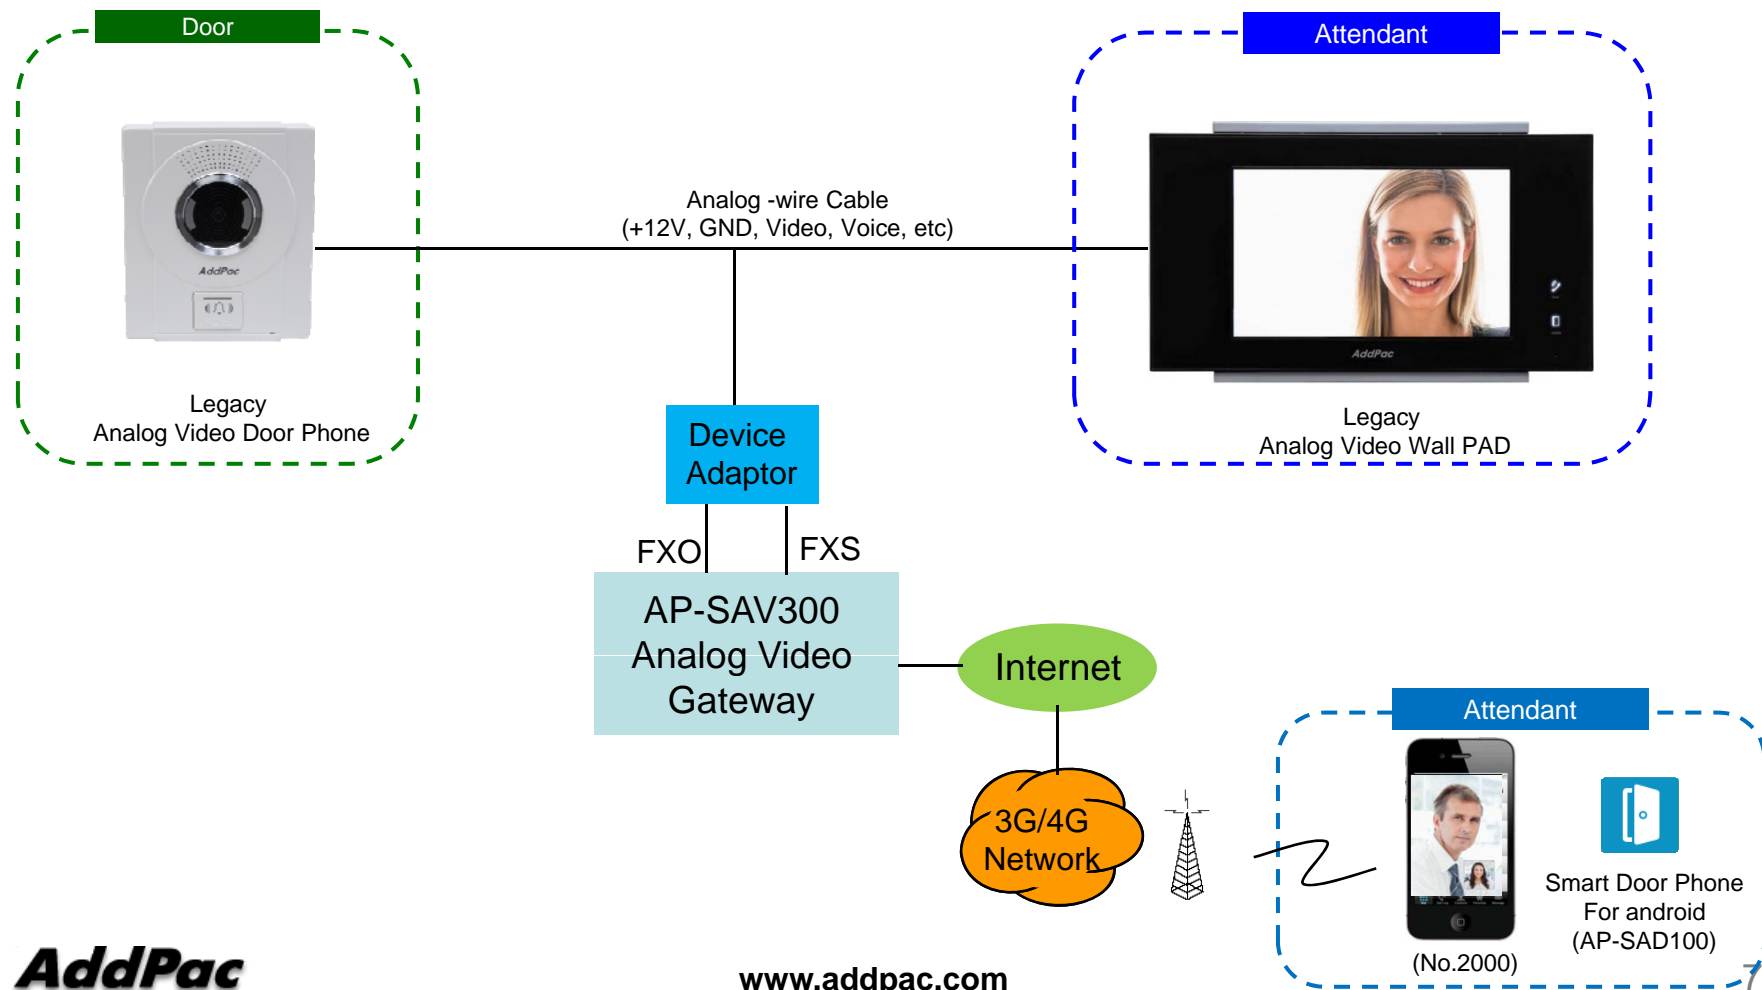 Door
Attendant
AddPac
Analog -wire Cable
(+12V, GND, Video, Voice, etc)
AddPac
Legacy
Analog Video Door Phone
Legacy
Analog Video Wall PAD
Device
Adaptor
FXO
FXS
AP-SAV300
Analog Video
Gateway
Internet
Attendant
3G/4G
Network
Smart Door Phone
For android
(AP-SAD100)
(No.2000)
AddPac
www.addpac.com
7